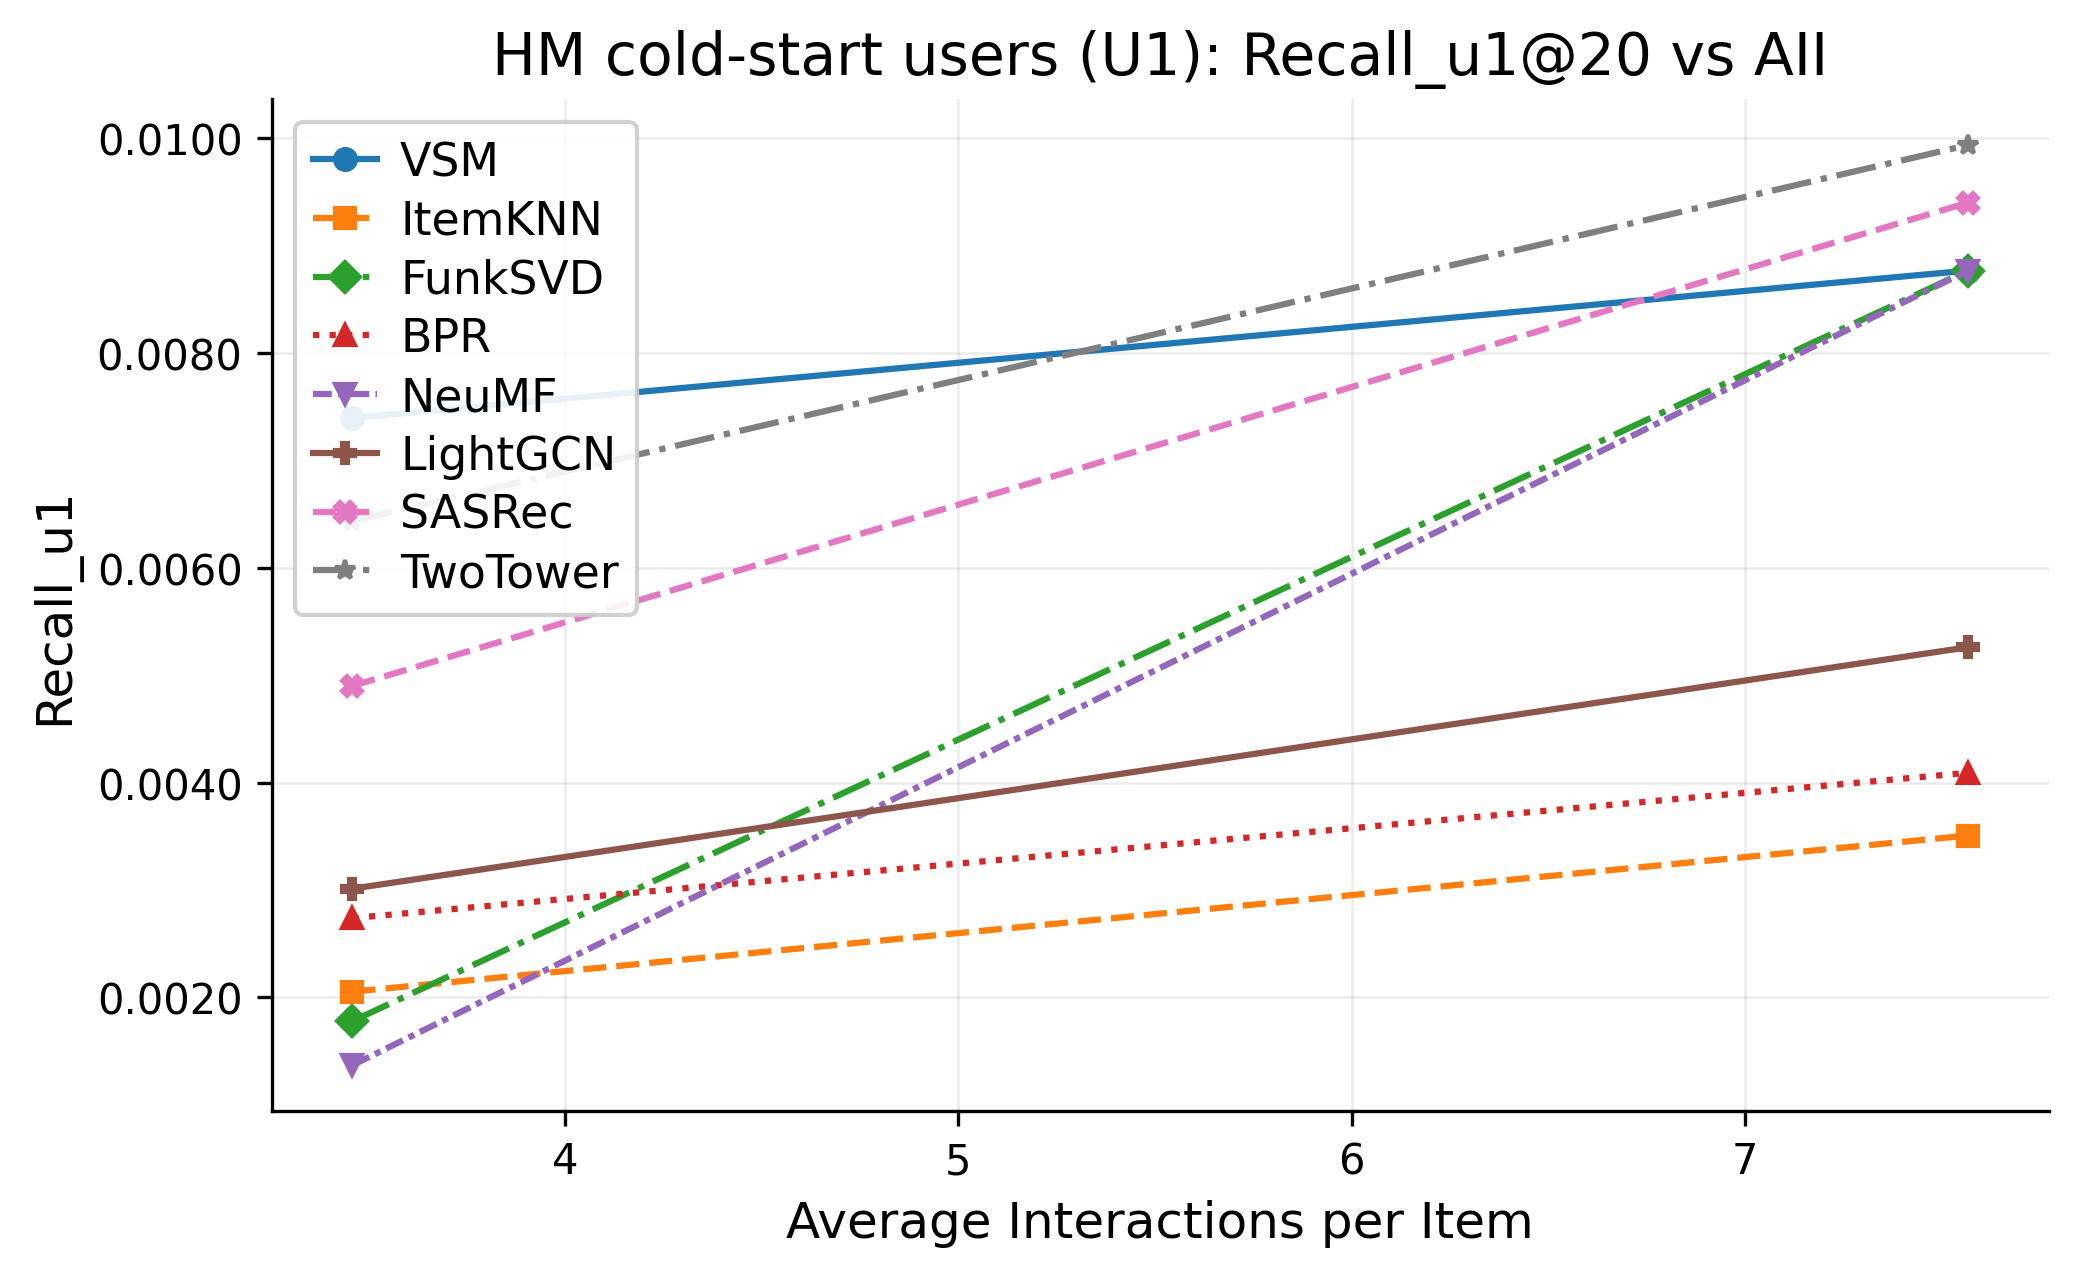 HM cold-start users (U1): Recall_u1@20 vs AII
0.0100
0.0080
0.0060
0.0040
0.0020
Recall_u1
VSM
ItemKNN
FunkSVD
BPR
NeuMF
LightGCN
SASRec
TwoTower
4
5
6
7
Average Interactions per Item